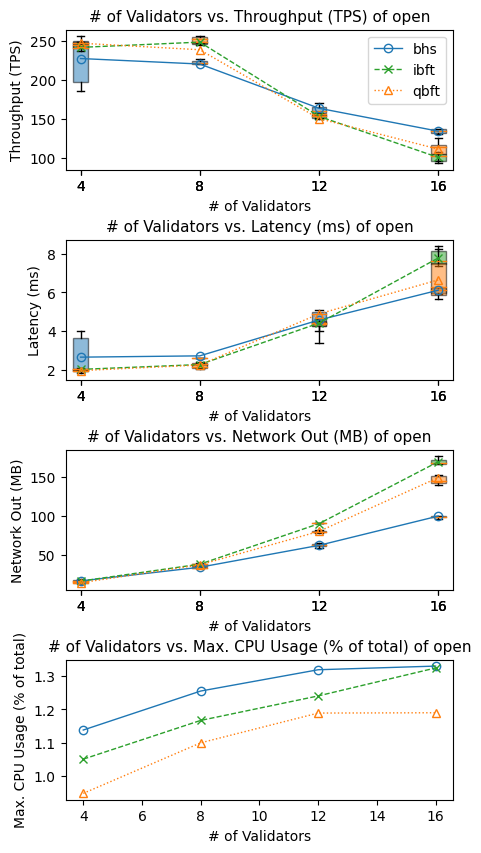 # of Validators vs. Throughput (TPS) of open
Throughput (TPS)
250
200
150
100
bhs
ibft
qbft
4 8 12 16
# of Validators
# of Validators vs. Latency (ms) of open
Latency (ms)
8
6
4
2
4 8 12 16
# of Validators
# of Validators vs. Network Out (MB) of open
Network Out (MB)
150
100
50
4 8 12 16
# of Validators
# of Validators vs. Max. CPU Usage (% of total) of open
Max. CPU Usage (% of total)
1.3
1.2
1.1
1.0
4 6 8 10 12 14 16
# of Validators